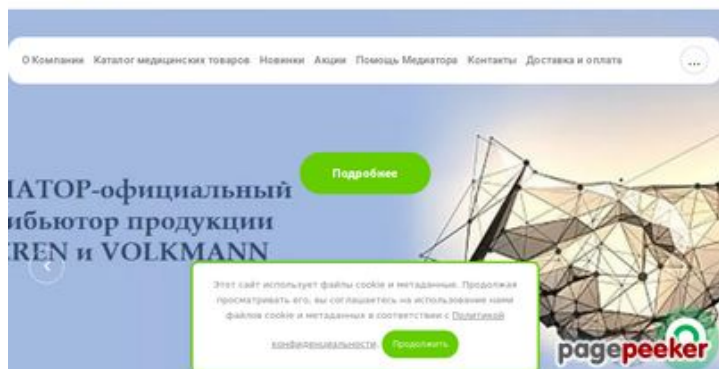 О Компании Каталог медицинских товаров Новинки Акции Помощь Медиатора Контакты Доставка и оплата ...
Подробнее
ИАТОР-официальный
ибьютор продукции
REN и VOLKMANN
Этот сайт использует файлы cookie и метаданные. Продолжая
просматривать его, вы соглашаетесь на использование нами
файлов cookie и метаданных в соответствии с Политикой
конфиденциальности. Продолжить
pagepeeker